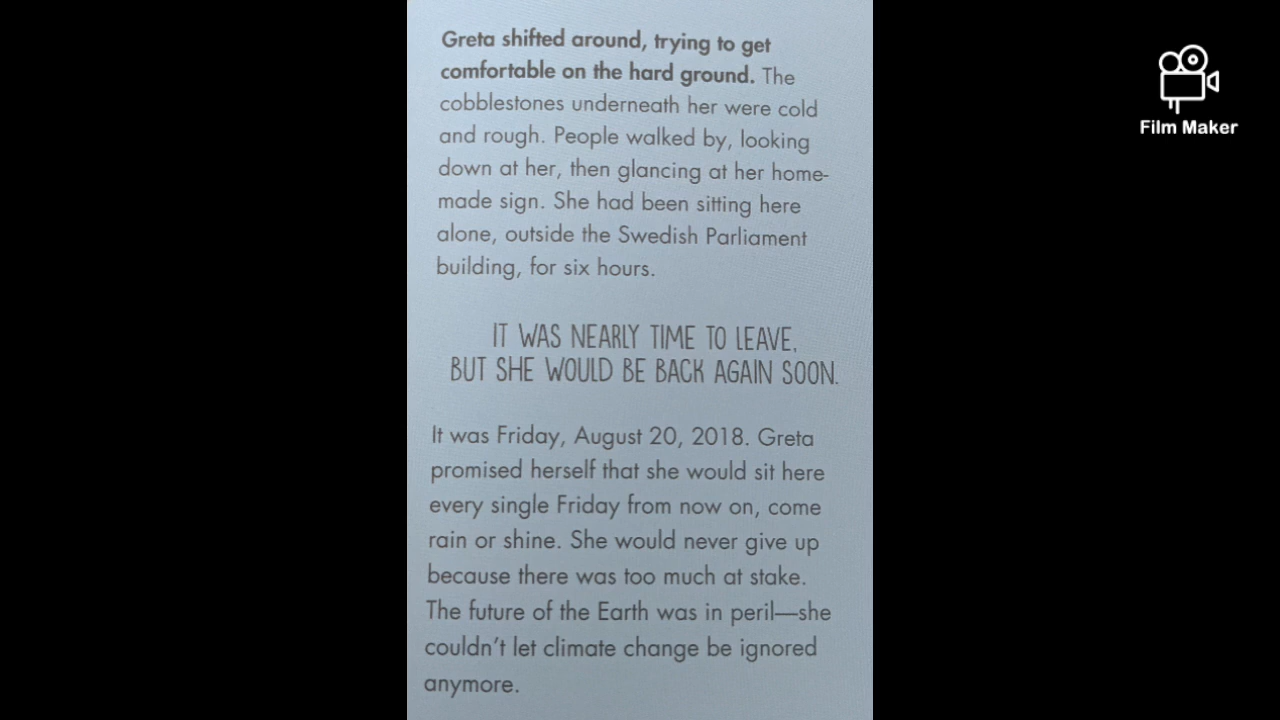 Greta shifted around, trying to get
comfortable on the hard ground. The
cobblestones underneath her were cold
and rough. People walked by, looking
down at her, then glancing at her home-
made sign. She had been sitting here
alone, outside the Swedish Parliament
building, for six hours.
IT WAS NEARLY TIME TO LEAVE,
BUT SHE WOULD BE BACK AGAIN SOON.
It was Friday, August 20, 2018. Greta
promised herself that she would sit here
every single Friday from now on, come
rain or shine. She would never give up
because there was too much at stake.
The future of the Earth was in peril—she
couldn't let climate change be ignored
anymore.
Film Maker